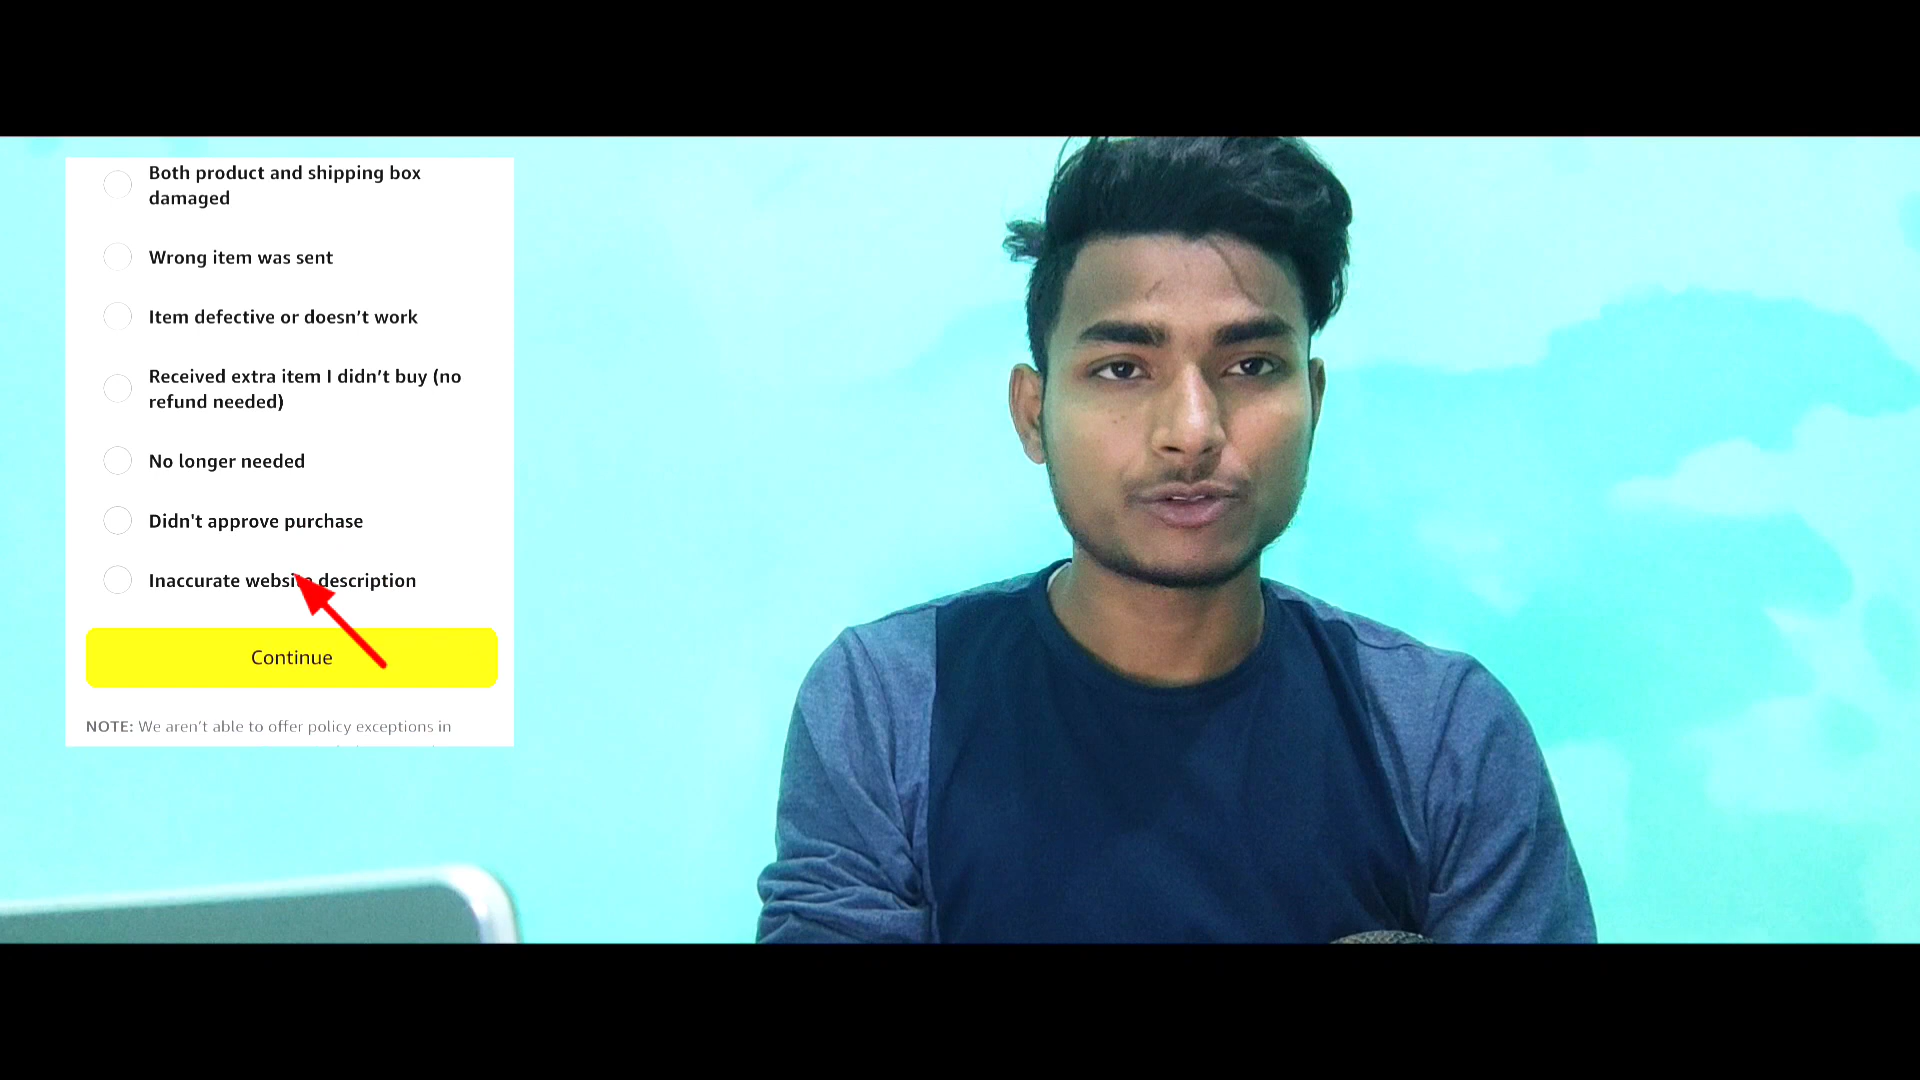 Both product and shipping box
damaged
Wrong item was sent
Item defective or doesn’t work
Received extra item I didn’t buy (no
refund needed)
No longer needed
Didn't approve purchase
Inaccurate website description
Continue
NOTE: We aren’t able to offer policy exceptions in